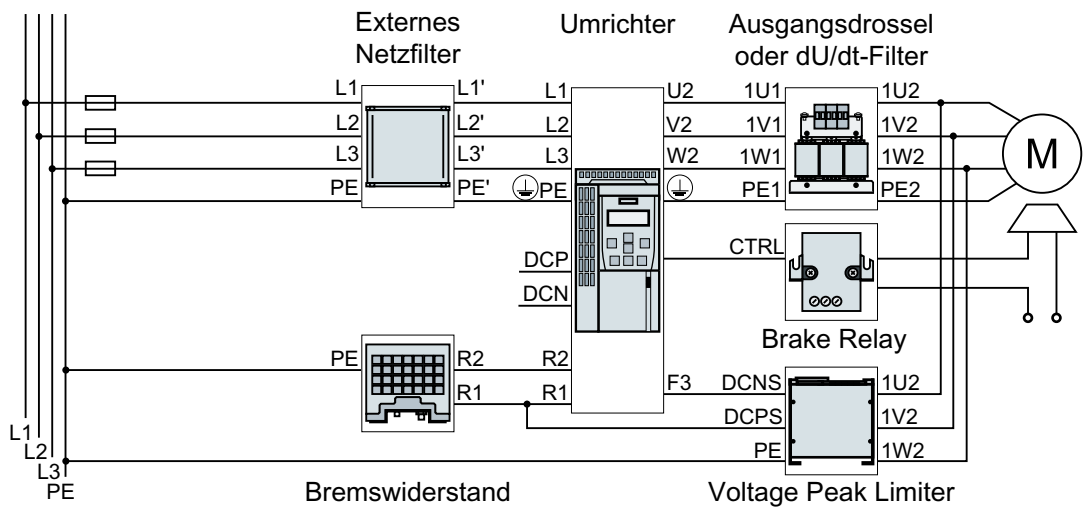 Externes
Netzfilter
Umrichter
Ausgangsdrossel
oder dU/dt-Filter
L1 L1' L1 U2 1U1 1U2
L2 L2' L2 V2 1V1 1V2
L3 L3' L3 W2 1W1 1W2
M
PE PE' PE PE1 PE2
CTRL
DCP
DCN
Brake Relay
PE R2 R2
R1 R1 F3 DCNS 1U2
DCPS 1V2
PE 1W2
L1
L2
L3
PE
Bremswiderstand
Voltage Peak Limiter